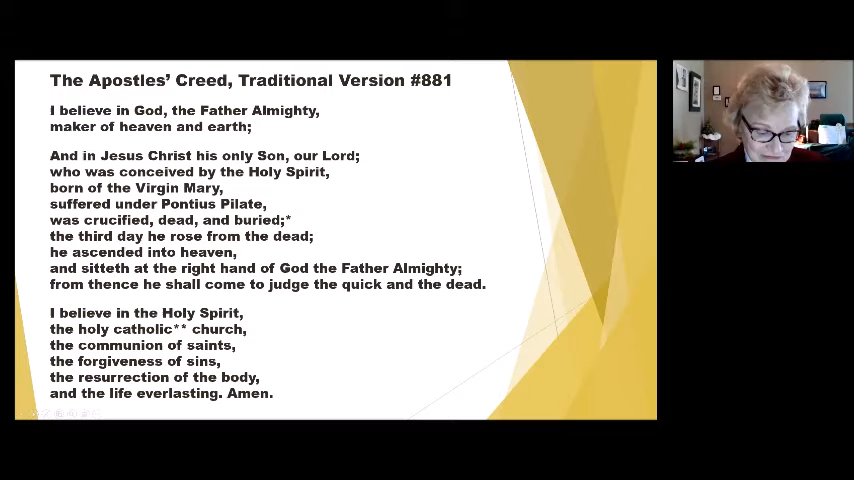 The Apostles’ Creed, Traditional Version #881
I believe in God, the Father Almighty,
maker of heaven and earth;
And in Jesus Christ his only Son, our Lord;
who was conceived by the Holy Spirit,
born of the Virgin Mary,
suffered under Pontius Pilate,
was crucified, dead, and buried;*
the third day he rose from the dead;
he ascended into heaven,
and sitteth at the right hand of God the Father Almighty;
from thence he shall come to judge the quick and the dead.
I believe in the Holy Spirit,
the holy catholic** church,
the communion of saints,
the forgiveness of sins,
the resurrection of the body,
and the life everlasting. Amen.